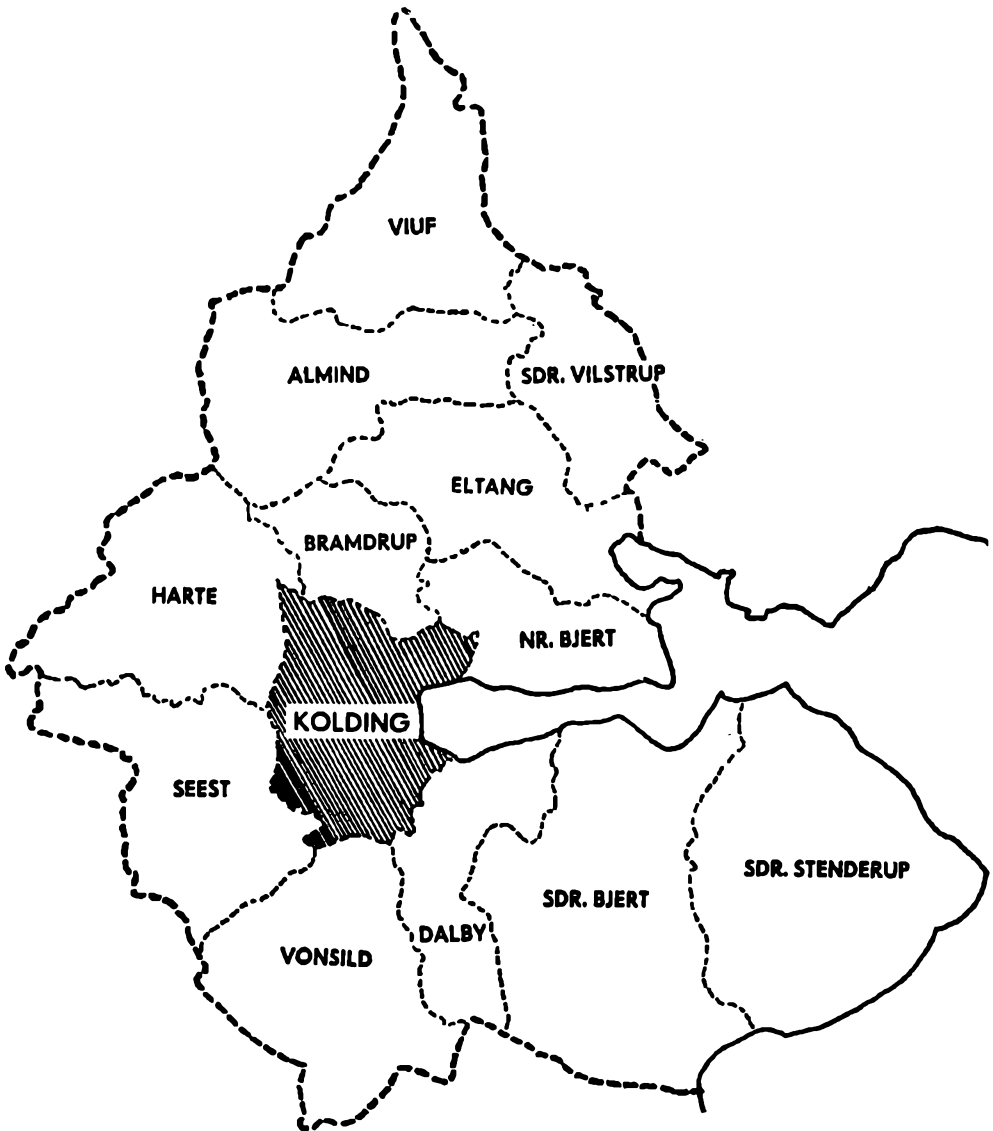 VIUF
ALMIND
SDR. VILSTRUP
ELTANG
BRAMDRUP
HARTE
NR. BJERT
KOLDING
SEEST
SDR. STENDERUP
SDR. BJERT
DALBY
VONSILD